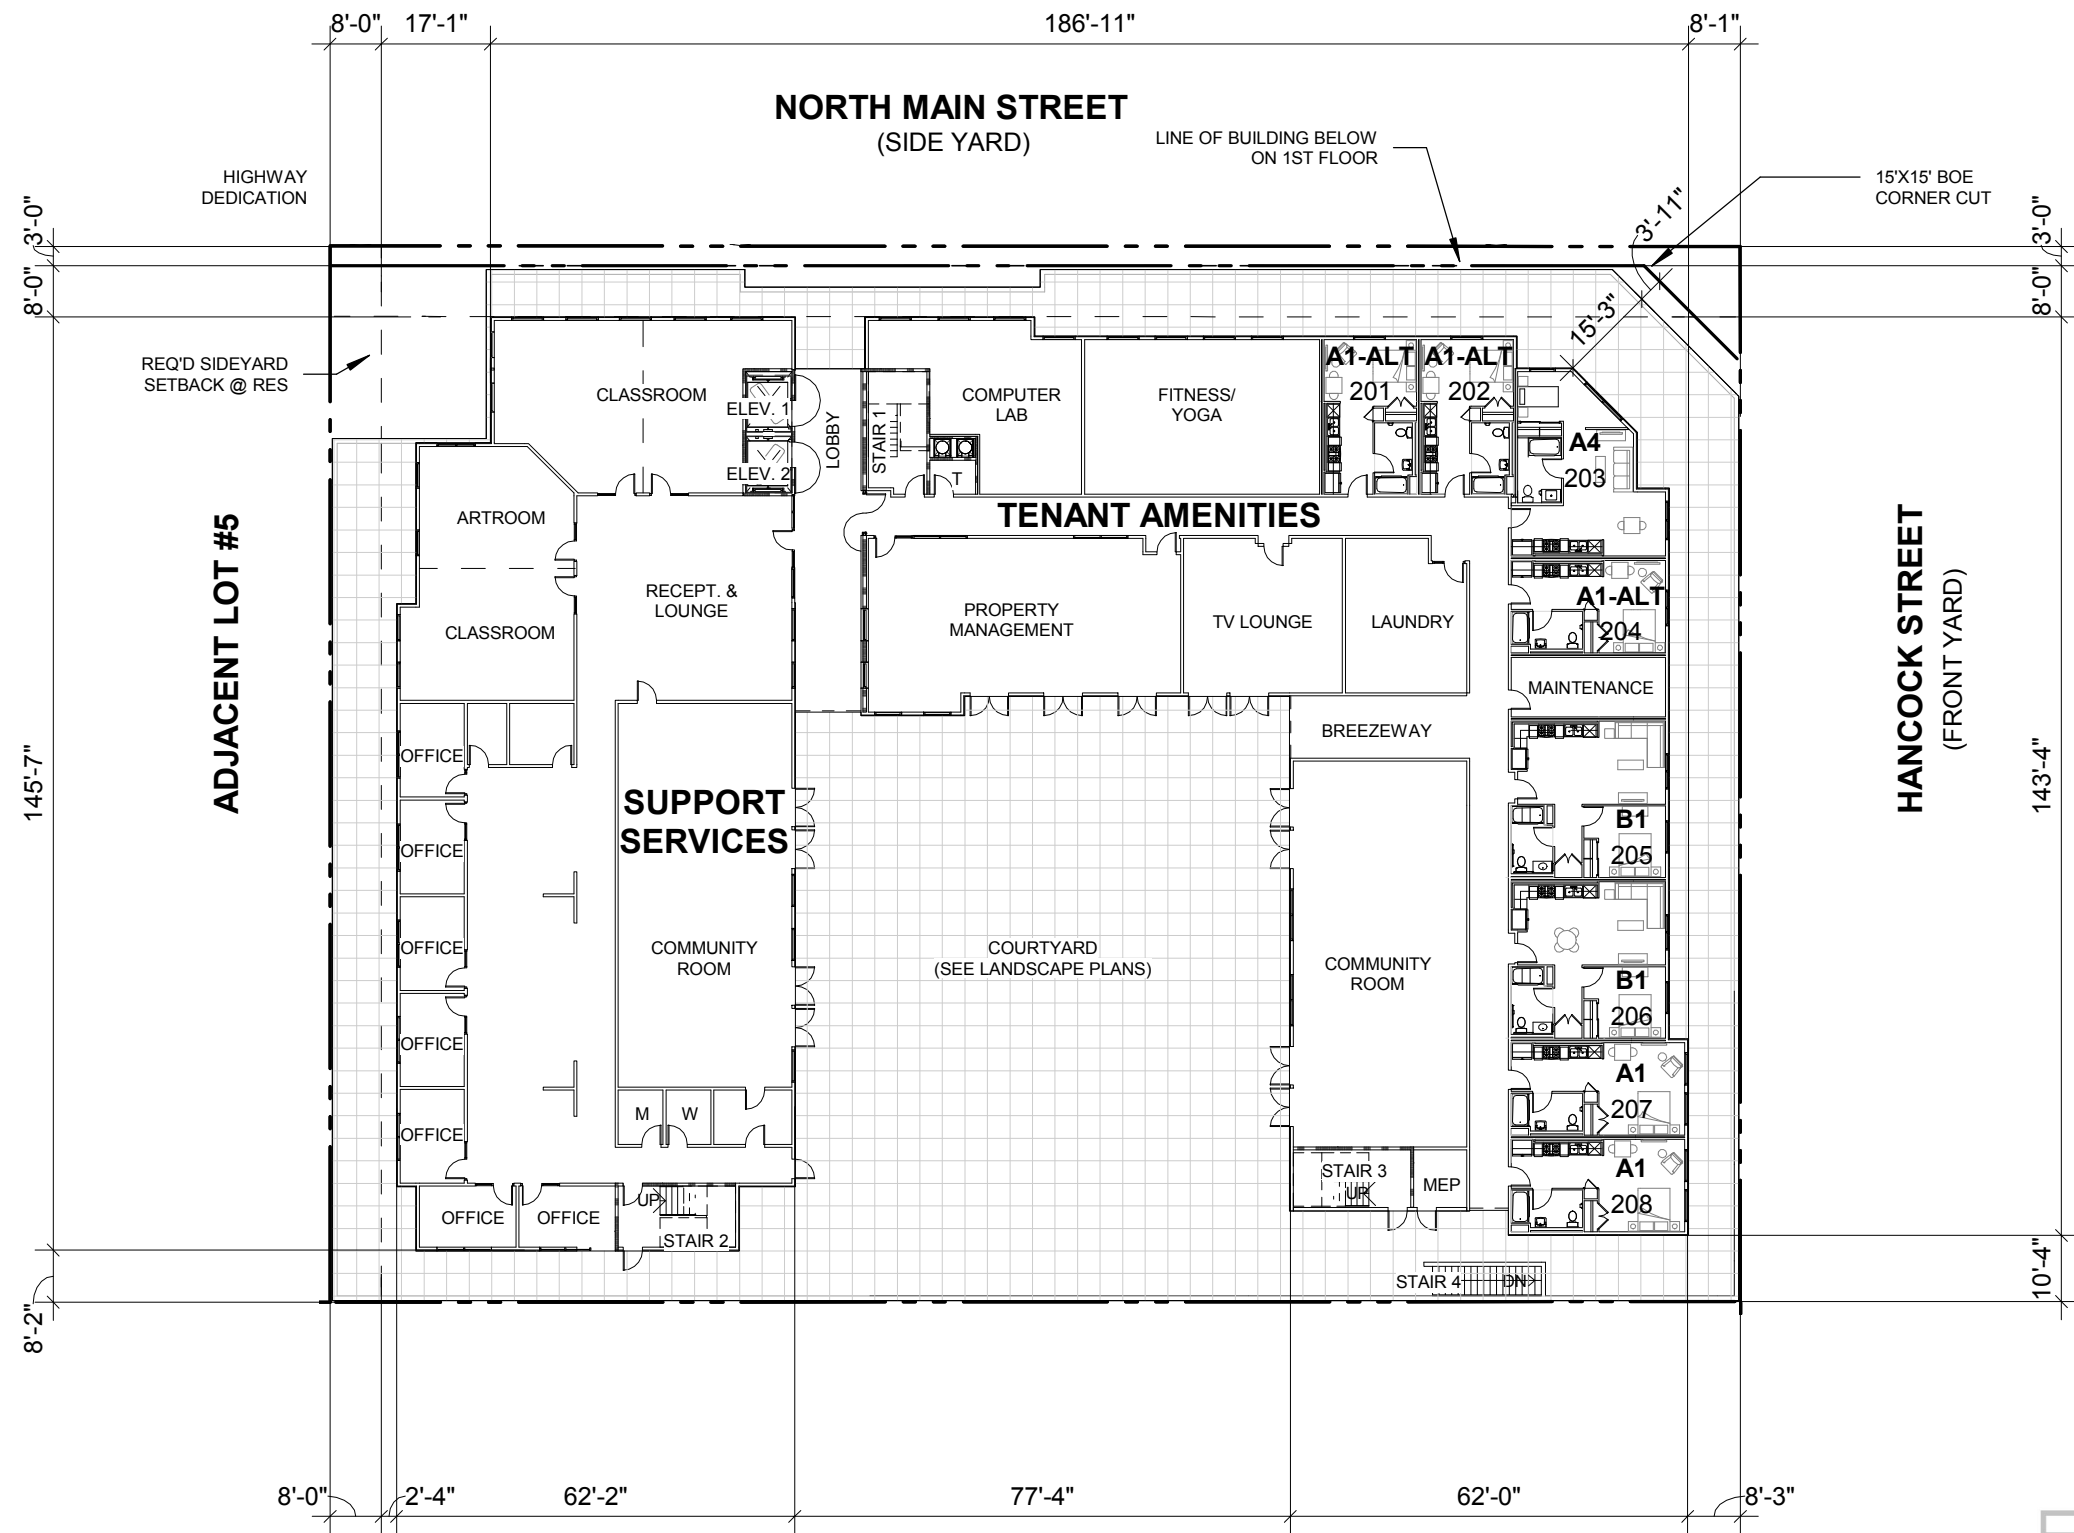 8'-0"
17'-1"
186'-11"
8'-1"
NORTH MAIN STREET
(SIDE YARD)
LINE OF BUILDING BELOW
ON 1ST FLOOR
HIGHWAY
DEDICATION
15'X15' BOE
CORNER CUT
3'-0"
8'-0"
3'-11"
15'-3"
3'-0"
8'-0"
REQ'D SIDEYARD
SETBACK @ RES
CLASSROOM
ELEV. 1
ELEV. 2
LOBBY
STAIR 1
T
COMPUTER
LAB
FITNESS/
YOGA
A1-ALT
201
A1-ALT
202
A4
203
ARTROOM
TENANT AMENITIES
ADJACENT LOT #5
HANCOCK STREET
(FRONT YARD)
CLASSROOM
RECEPT. &
LOUNGE
PROPERTY
MANAGEMENT
TV LOUNGE
LAUNDRY
A1-ALT
204
MAINTENANCE
BREEZEWAY
145'-7"
143'-4"
OFFICE
OFFICE
OFFICE
OFFICE
OFFICE
SUPPORT
SERVICES
B1
205
COMMUNITY
ROOM
COURTYARD
(SEE LANDSCAPE PLANS)
COMMUNITY
ROOM
B1
206
A1
207
M
W
STAIR 3
UP
MEP
A1
208
OFFICE
OFFICE
UP
STAIR 2
STAIR 4
DN
8'-2"
10'-4"
8'-0"
2'-4"
62'-2"
77'-4"
62'-0"
8'-3"